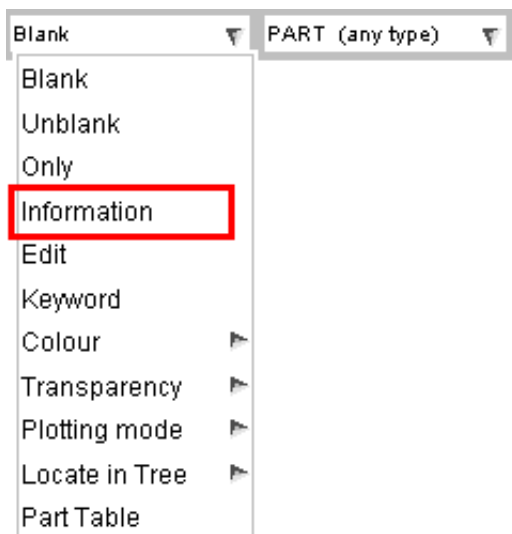 Blank PART (any type)
Blank
Unblank
Only
Information
Edit
Keyword
Colour
Transparency
Plotting mode
Locate in Tree
Part Table